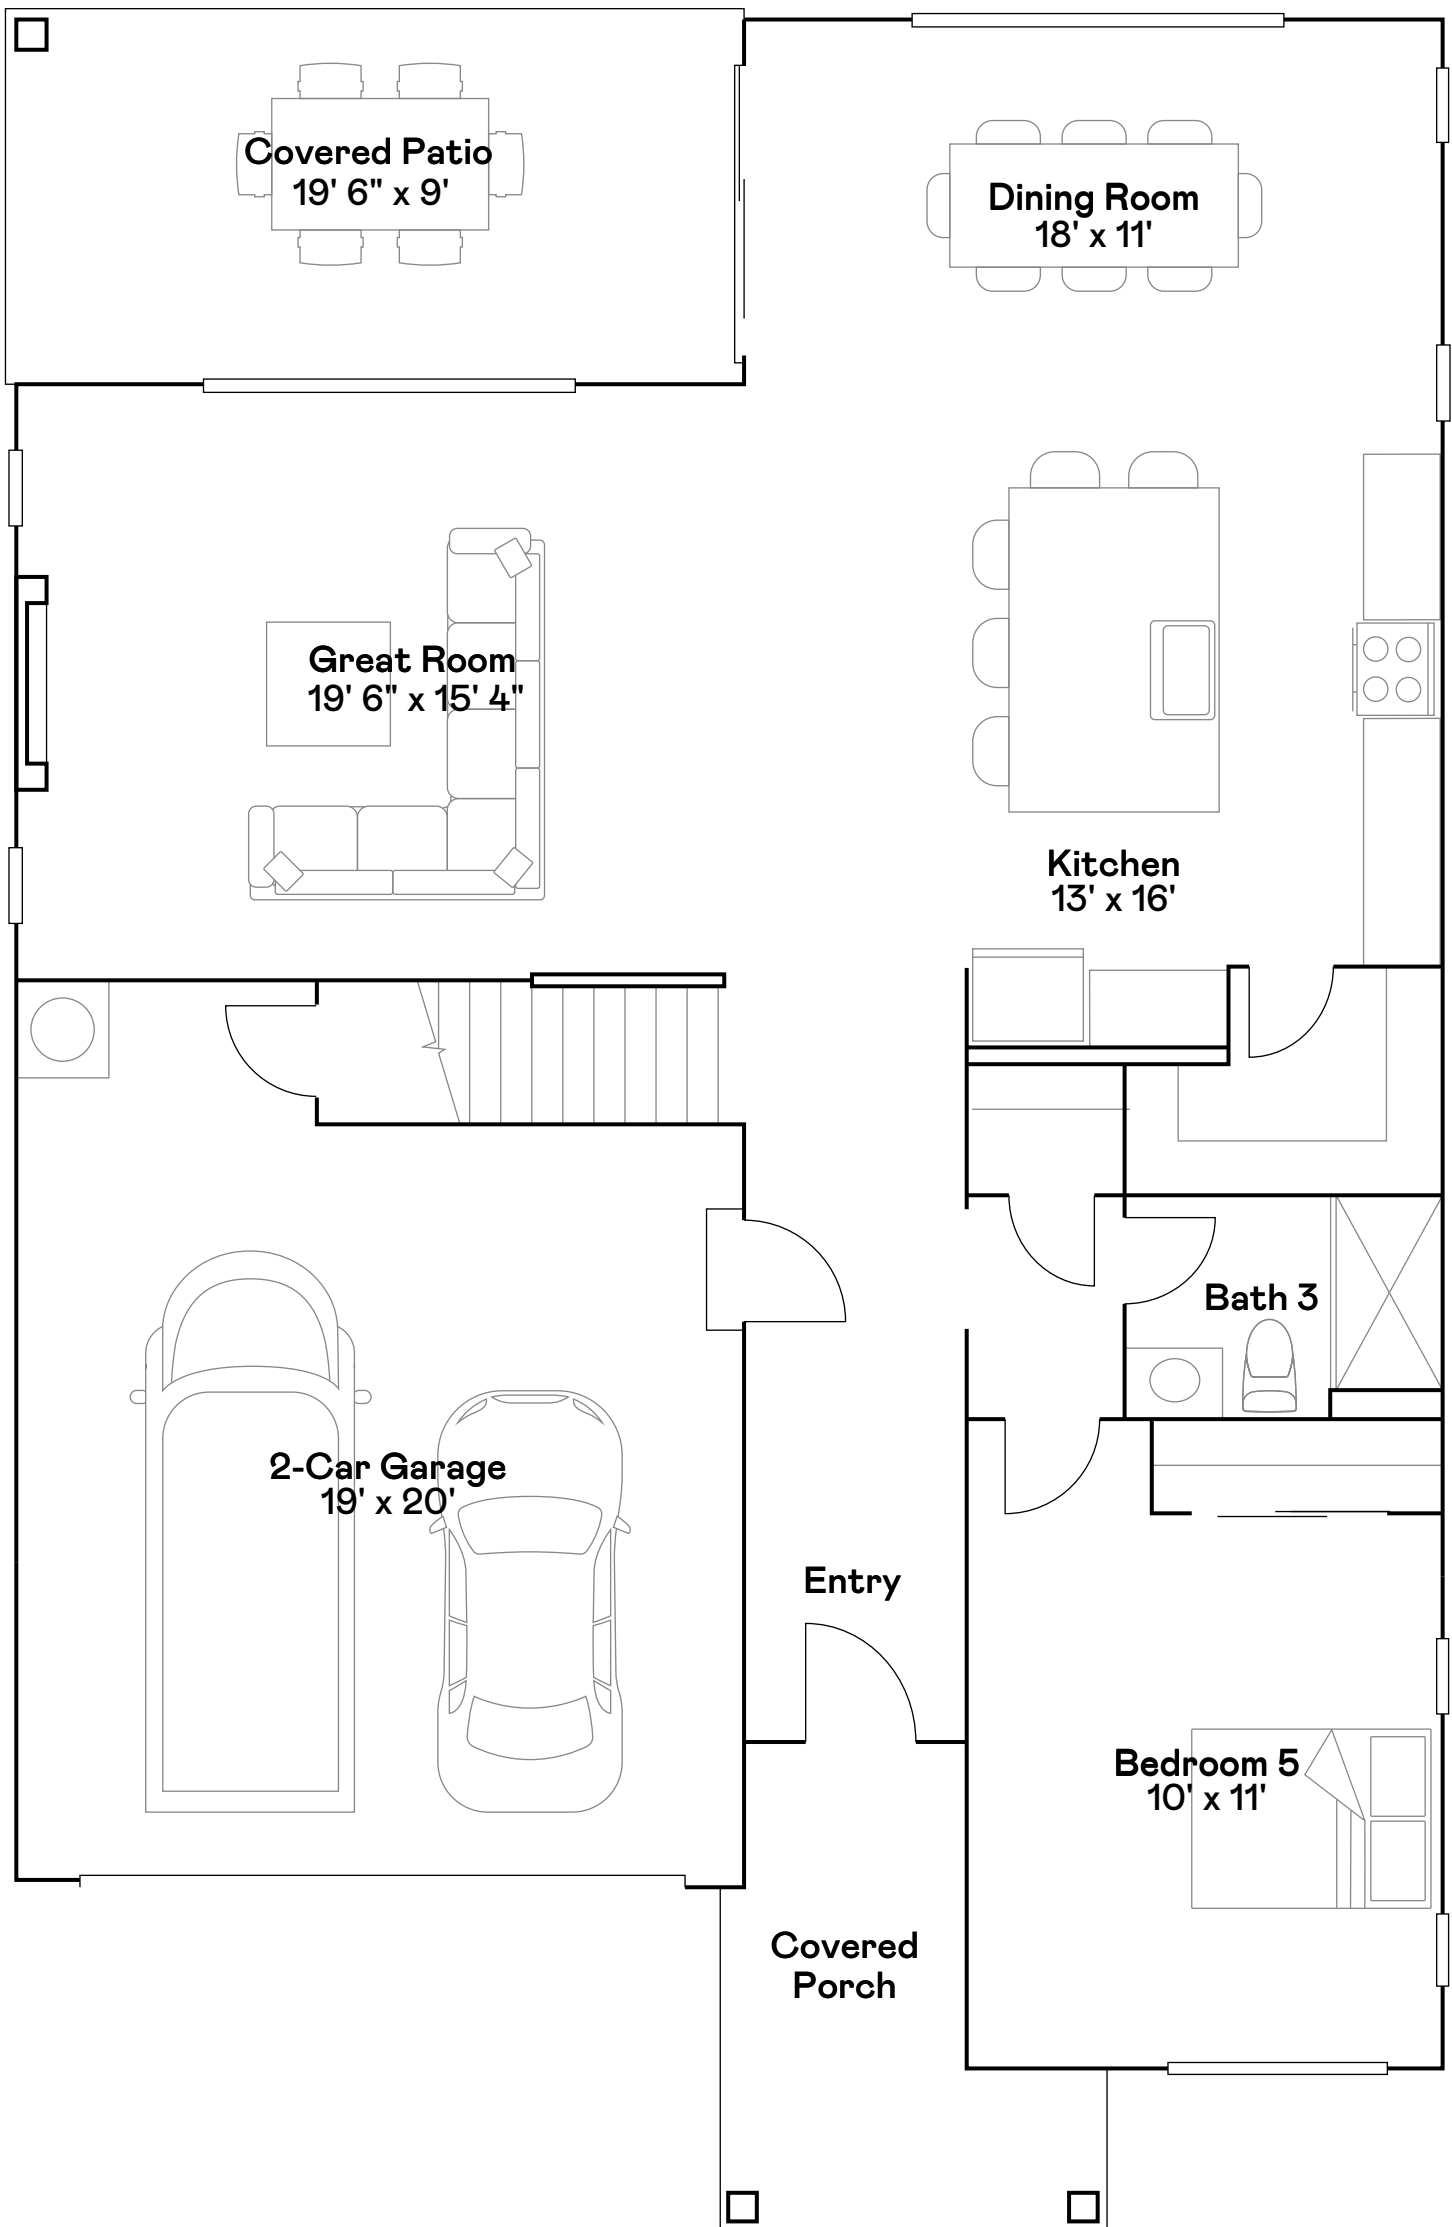 Covered Patio
19' 6" x 9'
Dining Room
18' x 11'
Great Room
19' 6" x 15' 4"
Kitchen
13' x 16'
Bath 3
2-Car Garage
19' x 20'
Entry
Bedroom 5
10' x 11'
Covered
Porch